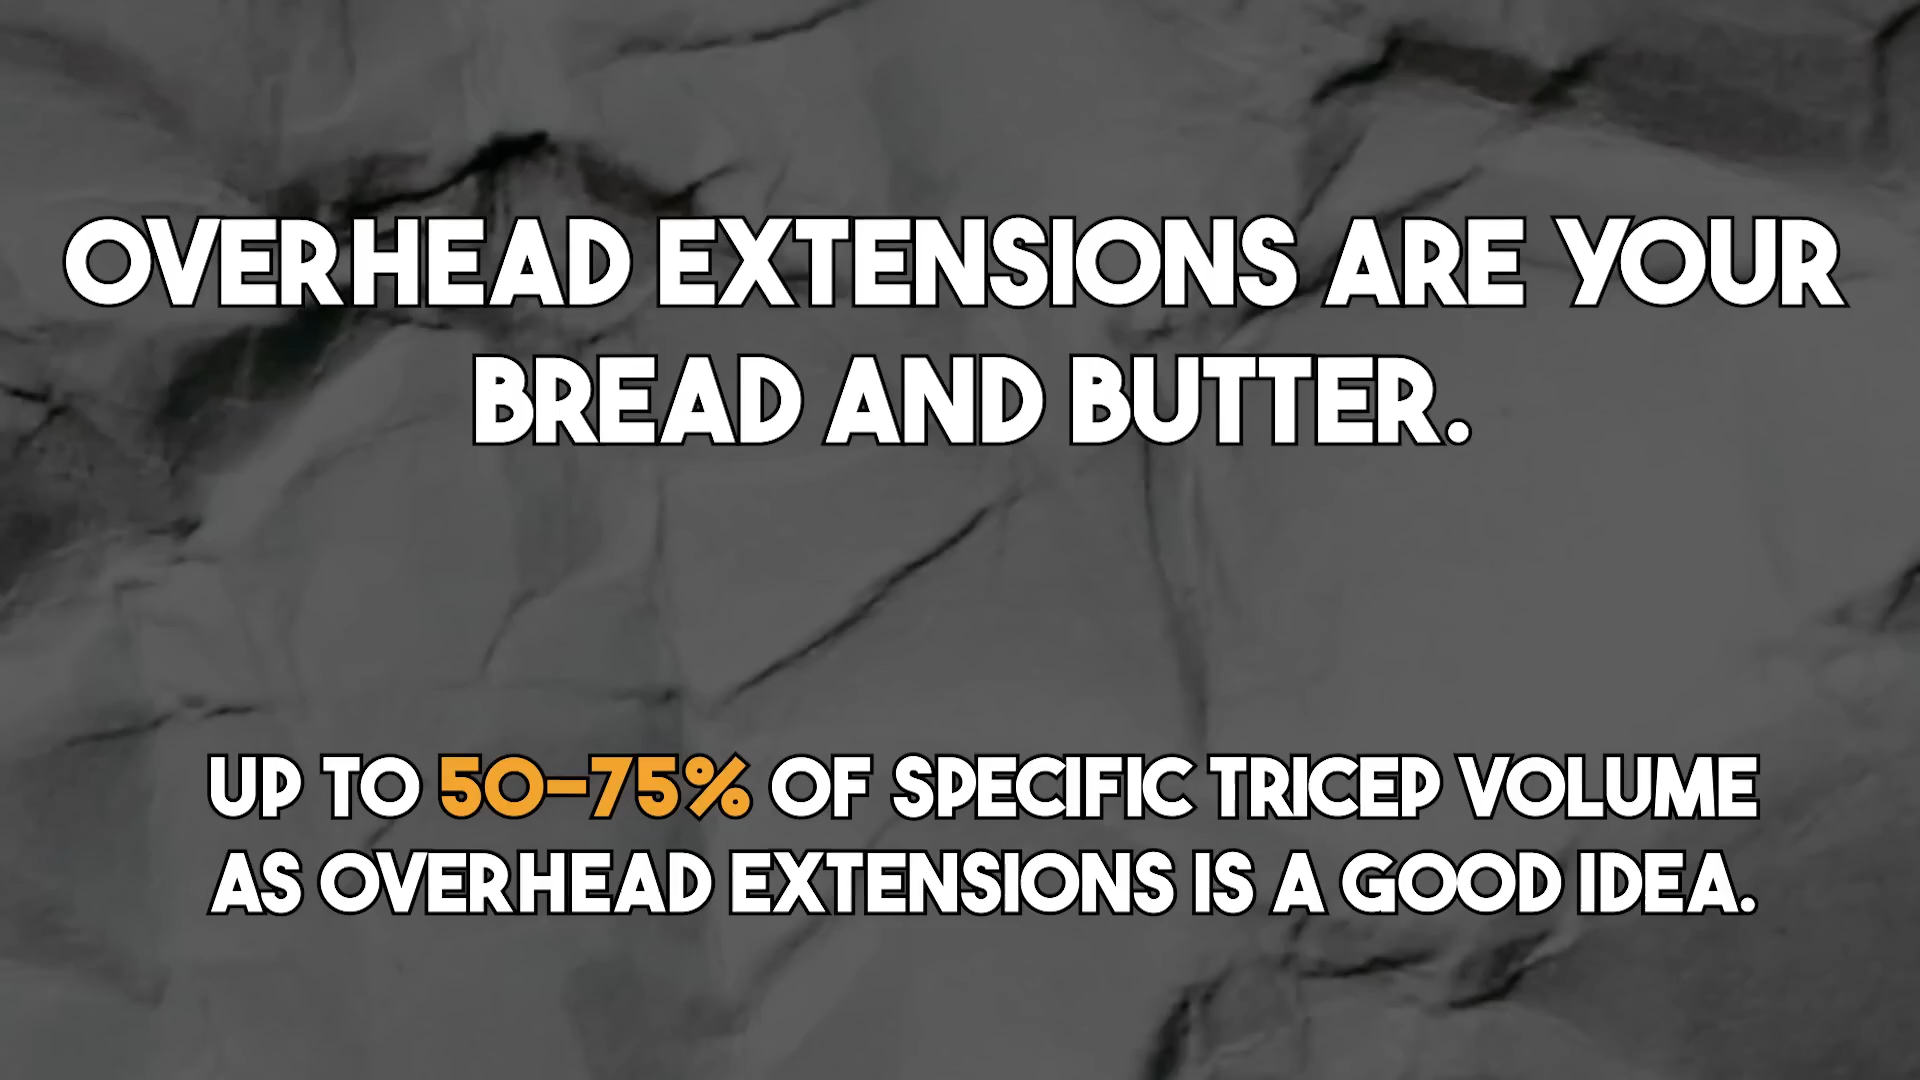 OVERHEAD EXTENSIONS ARE YOUR
BREAD AND BUTTER.
UP TO 50-75% OF SPECIFIC TRICEP VOLUME
AS OVERHEAD EXTENSIONS IS A GOOD IDEA.